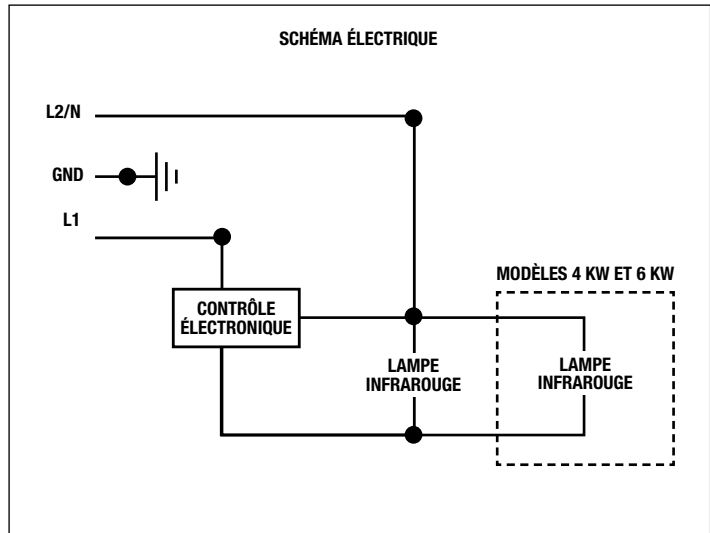 SCHÉMA ÉLECTRIQUE
L2/N
GND
L1
MODÈLES 4 KW ET 6 KW
CONTRÔLE
ÉLECTRONIQUE
LAMPE
INFRAROUGE
LAMPE
INFRAROUGE